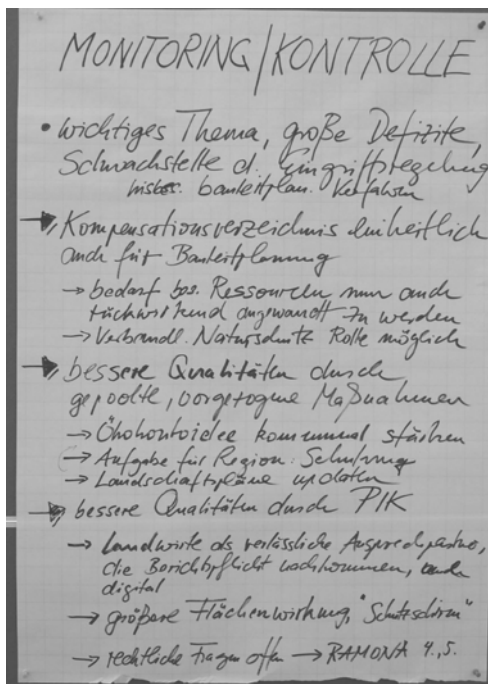 MONITORING/KONTROLLE
• wichtiges Thema, große Defizite,
Schwachstelle d. Eingriffsregelung
insbes. bauleitplan. Verfahren
→ Kompensationsverzeichnis einheitlich
auch für Bauleitplanung
→ bedarf bes. Ressourcen um auch
rückwirkend angewandt zu werden
→ Verbandl. Naturschutz Rolle möglich
→ bessere Qualitäten durch
gepoolte, vorgezogene Maßnahmen
→ Ökokontoidee kommunal stärken
→ Aufgabe für Region: Schulung
→ Landschaftspläne updaten
→ bessere Qualitäten durch PIK
→ Landwirte als verlässliche Ansprechpartner,
die Berichtspflicht nachkommen, auch
digital
→ größere Flächenwirkung, "Schutzschirm"
→ rechtliche Fragen offen → RAMONA 4., 5.